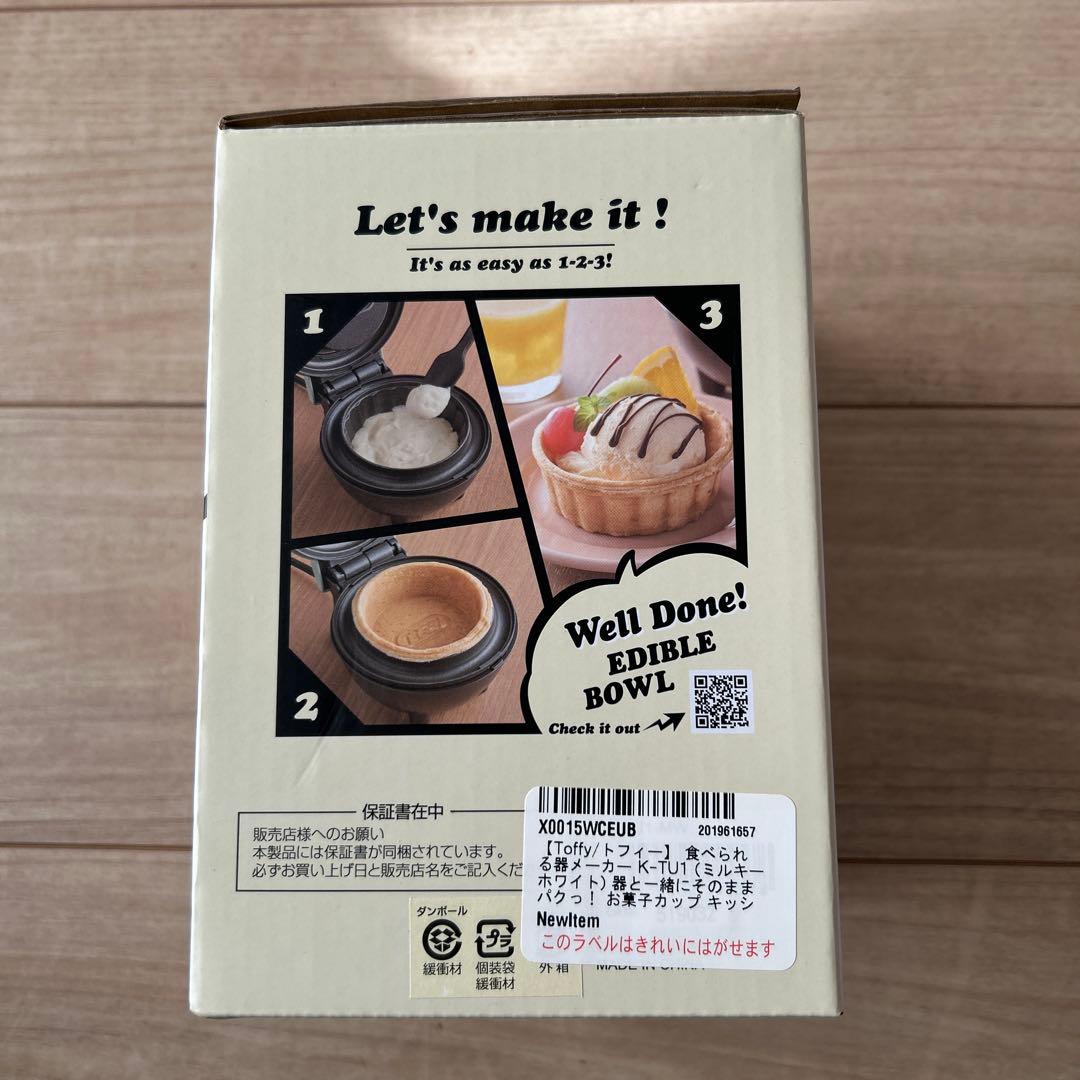 Let's make it !
It's as easy as 1-2-3!
1
3
2
Well Done!
EDIBLE
BOWL
Check it out
保証書在中
販売店様へのお願い
本製品には保証書が同梱されています。
必ずお買い上げ日と販売店名をご記入くだ
X0015WCEUB 201961657
【Toffy/トフィー】 食べられ
る器メーカー K-TU1 (ミルキー
ホワイト) 器と一緒にそのまま
パクっ! お菓子カップ キッシ
NewItem
このラベルはきれいにはがせます
ダンボール
緩衝材
プラ
個装袋
緩衝材
外箱
MADE IN CHINA